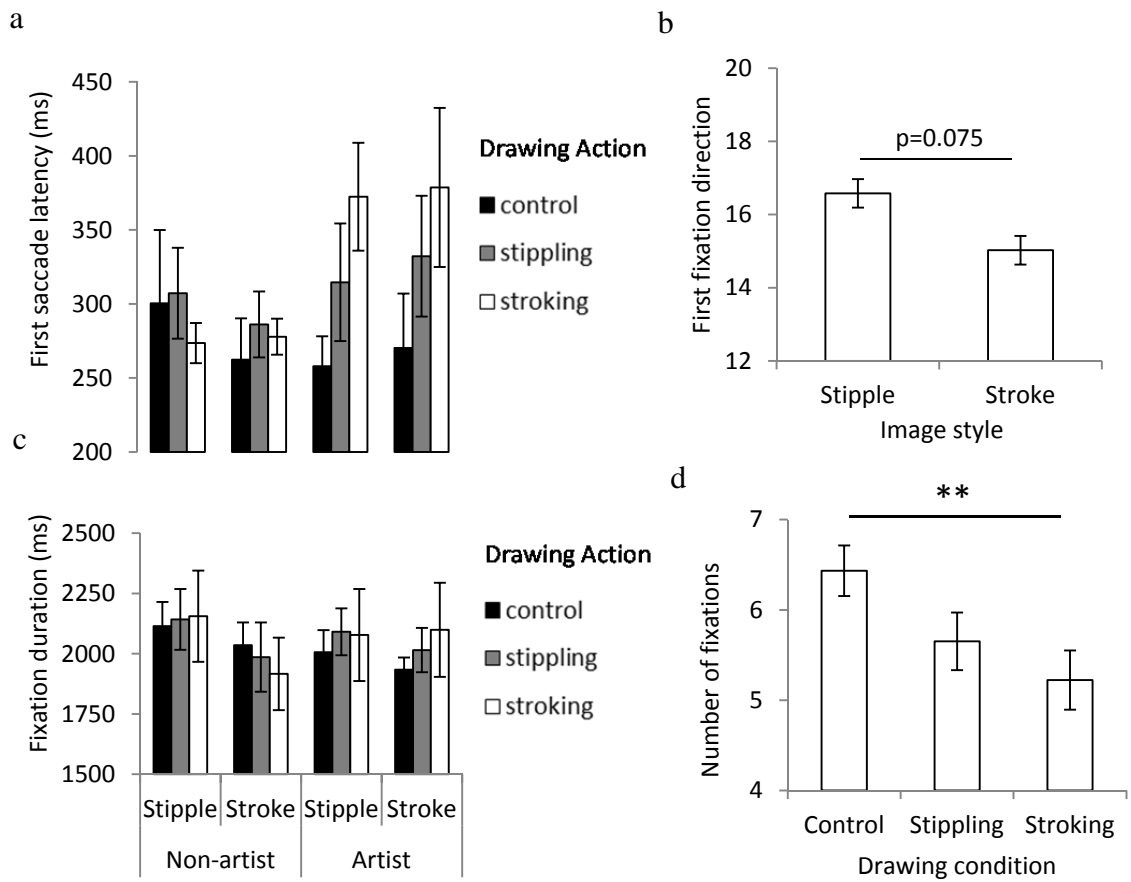 a
First saccade latency (ms)
450
400
350
300
250
200
Drawing Action
control
stippling
stroking
b
First fixation direction
20
18
16
14
12
p=0.075
Stipple Stroke
Image style
c
Fixation duration (ms)
2500
2250
2000
1750
1500
Drawing Action
control
stippling
stroking
Stipple Stroke Stipple Stroke
Non-artist Artist
d
Number of fixations
7
6
5
4
**
Control Stippling Stroking
Drawing condition